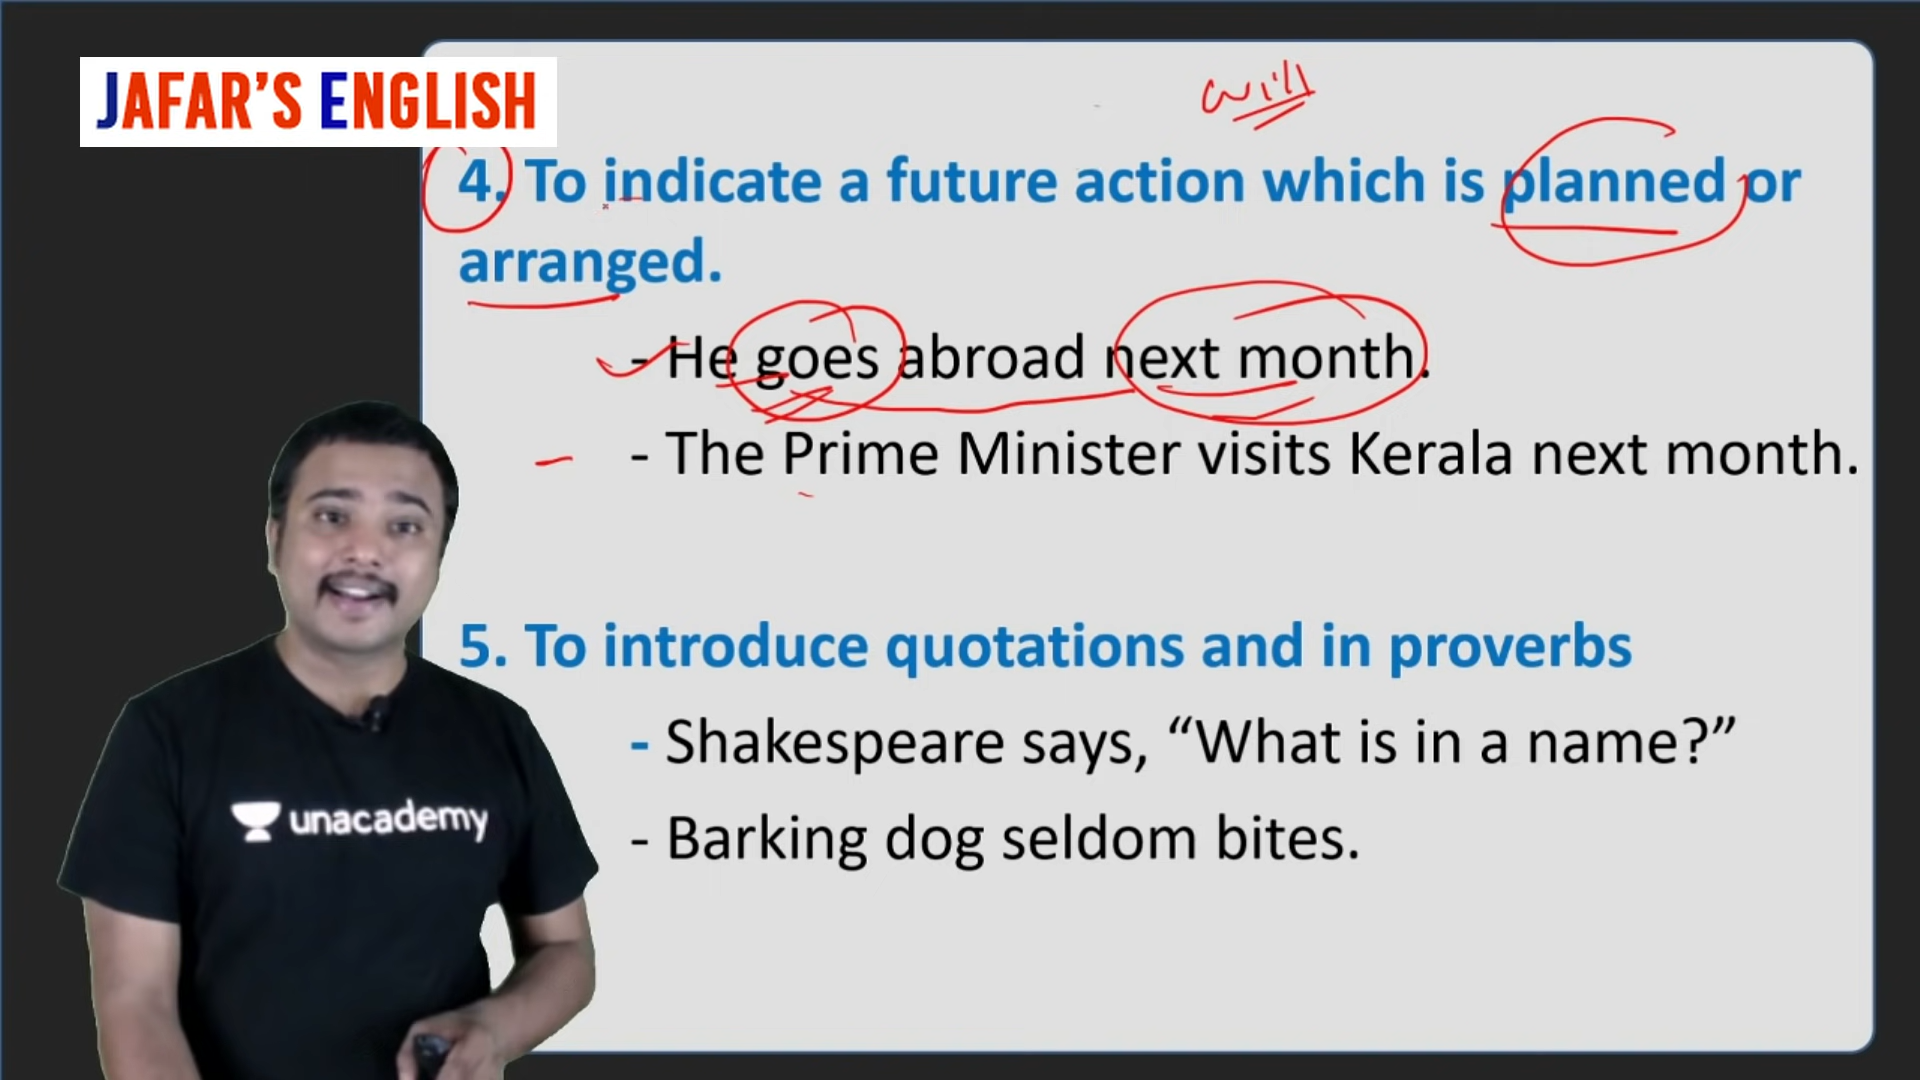 JAFAR'S ENGLISH
will
4. To indicate a future action which is planned or
arranged.
- He goes abroad next month.
- The Prime Minister visits Kerala next month.
5. To introduce quotations and in proverbs
- Shakespeare says, “What is in a name?”
- Barking dog seldom bites.
unacademy